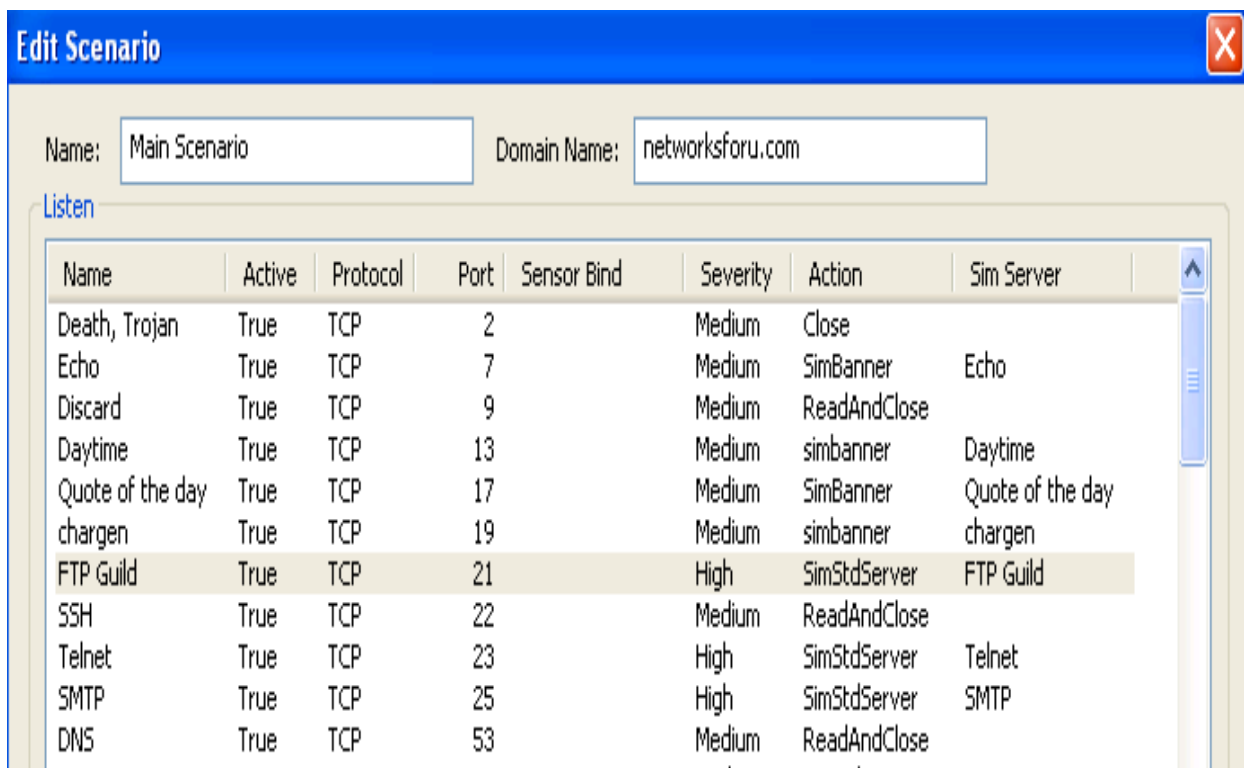 Edit Scenario
Name: Main Scenario Domain Name: networksforu.com
Listen
Name Active Protocol Port Sensor Bind Severity Action Sim Server
Death, Trojan True TCP 2 Medium Close
Echo True TCP 7 Medium SimBanner Echo
Discard True TCP 9 Medium ReadAndClose
Daytime True TCP 13 Medium simbanner Daytime
Quote of the day True TCP 17 Medium SimBanner Quote of the day
chargen True TCP 19 Medium simbanner chargen
FTP Guild True TCP 21 High SimStdServer FTP Guild
SSH True TCP 22 Medium ReadAndClose
Telnet True TCP 23 High SimStdServer Telnet
SMTP True TCP 25 High SimStdServer SMTP
DNS True TCP 53 Medium ReadAndClose